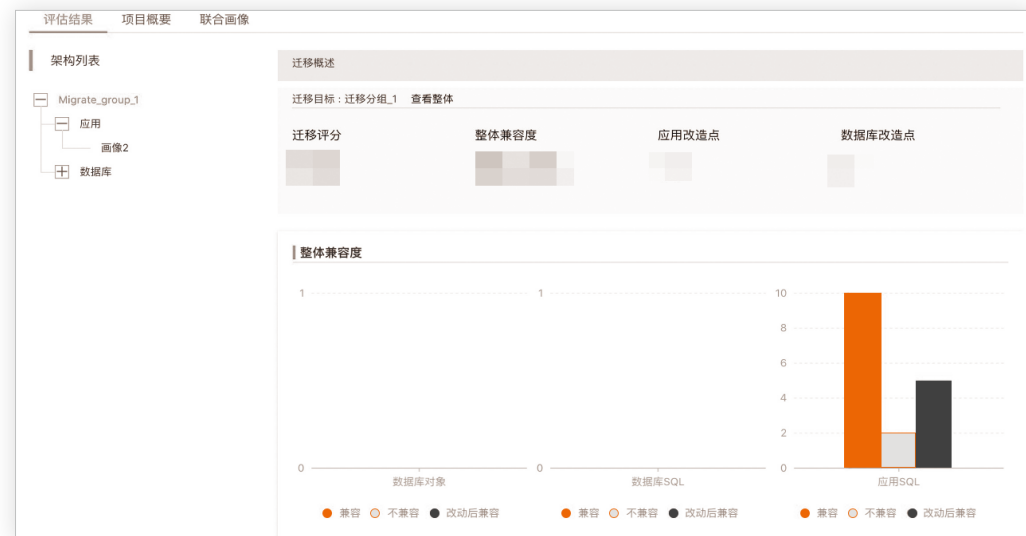 评估结果 项目概要 联合画像
架构列表
Migrate_group_1
应用
画像2
数据库
迁移概述
迁移目标：迁移分组_1 查看整体
迁移评分 整体兼容度 应用改造点 数据库改造点
整体兼容度
1
0
数据库对象
兼容 不兼容 改动后兼容
1
0
数据库SQL
兼容 不兼容 改动后兼容
10
8
6
4
2
0
应用SQL
兼容 不兼容 改动后兼容